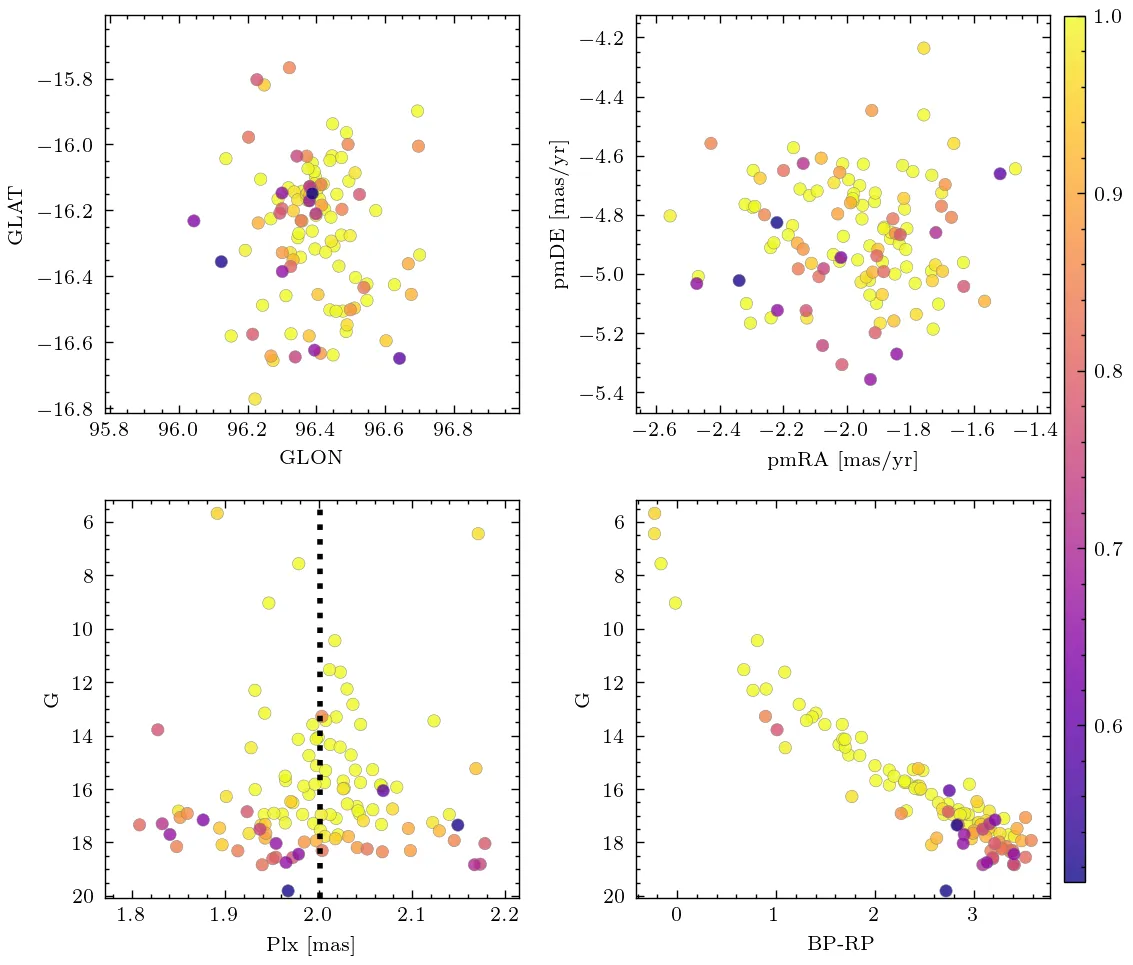 −15.8
−16.0
−16.2
−16.4
−16.6
−16.8
GLAT
95.8 96.0 96.2 96.4 96.6 96.8
GLON
−4.2
−4.4
−4.6
−4.8
−5.0
−5.2
−5.4
pmDE [mas/yr]
−2.6 −2.4 −2.2 −2.0 −1.8 −1.6 −1.4
pmRA [mas/yr]
1.0
0.9
0.8
0.7
0.6
6
8
10
12
14
16
18
20
G
1.8 1.9 2.0 2.1 2.2
Plx [mas]
6
8
10
12
14
16
18
20
G
0 1 2 3
BP-RP